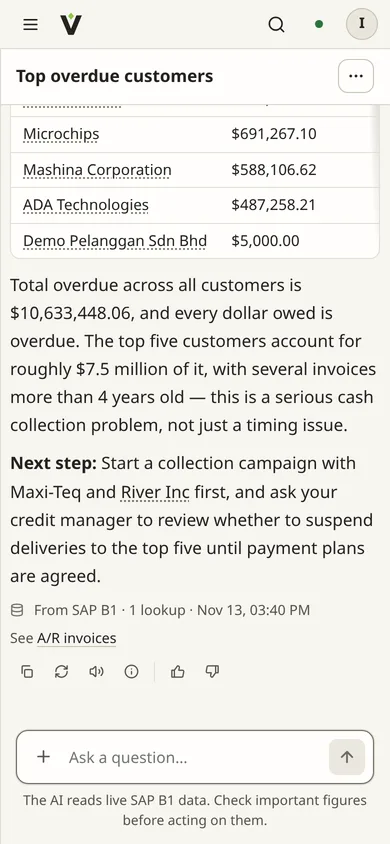 I
Top overdue customers
Microchips $691,267.10
Mashina Corporation $588,106.62
ADA Technologies $487,258.21
Demo Pelanggan Sdn Bhd $5,000.00
Total overdue across all customers is
$10,633,448.06, and every dollar owed is
overdue. The top five customers account for
roughly $7.5 million of it, with several invoices
more than 4 years old — this is a serious cash
collection problem, not just a timing issue.
Next step: Start a collection campaign with
Maxi-Teq and River Inc first, and ask your
credit manager to review whether to suspend
deliveries to the top five until payment plans
are agreed.
From SAP B1 · 1 lookup · Nov 13, 03:40 PM
See A/R invoices
Ask a question...
The AI reads live SAP B1 data. Check important figures
before acting on them.